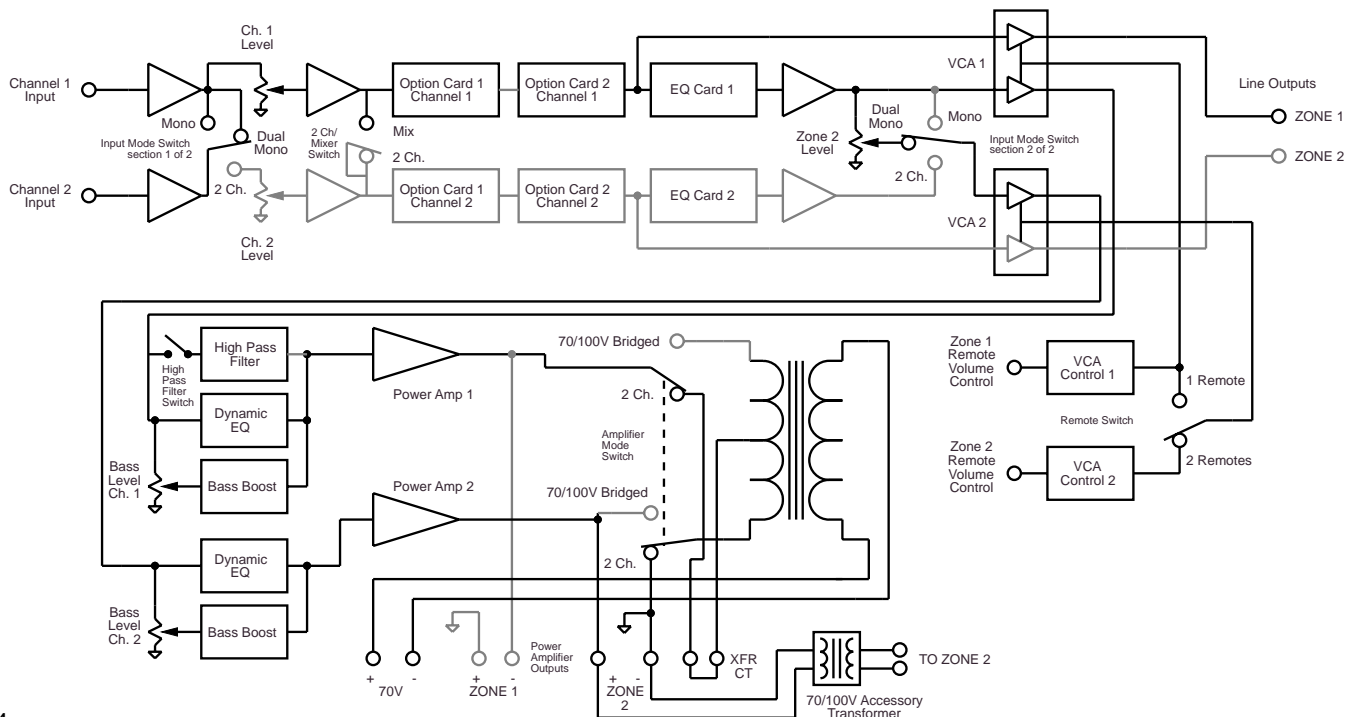 Ch. 1
Level
Channel 1
Input
Mono
Input Mode Switch
section 1 of 2
Dual
Mono
Channel 2
Input
2 Ch.
Ch. 2
Level
2 Ch/
Mixer
Switch
Mix
2 Ch.
Option Card 1
Channel 1
Option Card 2
Channel 1
EQ Card 1
Option Card 1
Channel 2
Option Card 2
Channel 2
EQ Card 2
Zone 2
Level
Dual
Mono
Mono
Input Mode Switch
section 2 of 2
2 Ch.
VCA 1
VCA 2
Line Outputs
ZONE 1
ZONE 2
High Pass
Filter
High
Pass
Filter
Switch
Dynamic
EQ
Bass
Level
Ch. 1
Bass Boost
Power Amp 1
Power Amp 2
Dynamic
EQ
Bass
Level
Ch. 2
Bass Boost
70/100V Bridged
2 Ch.
Amplifier
Mode
Switch
70/100V Bridged
2 Ch.
Zone 1
Remote
Volume
Control
VCA
Control 1
1 Remote
Remote Switch
Zone 2
Remote
Volume
Control
VCA
Control 2
2 Remotes
+ -
70V
+ -
ZONE 1
Power
Amplifier
Outputs
+ -
ZONE
2
XFR
CT
TO ZONE 2
70/100V Accessory
Transformer